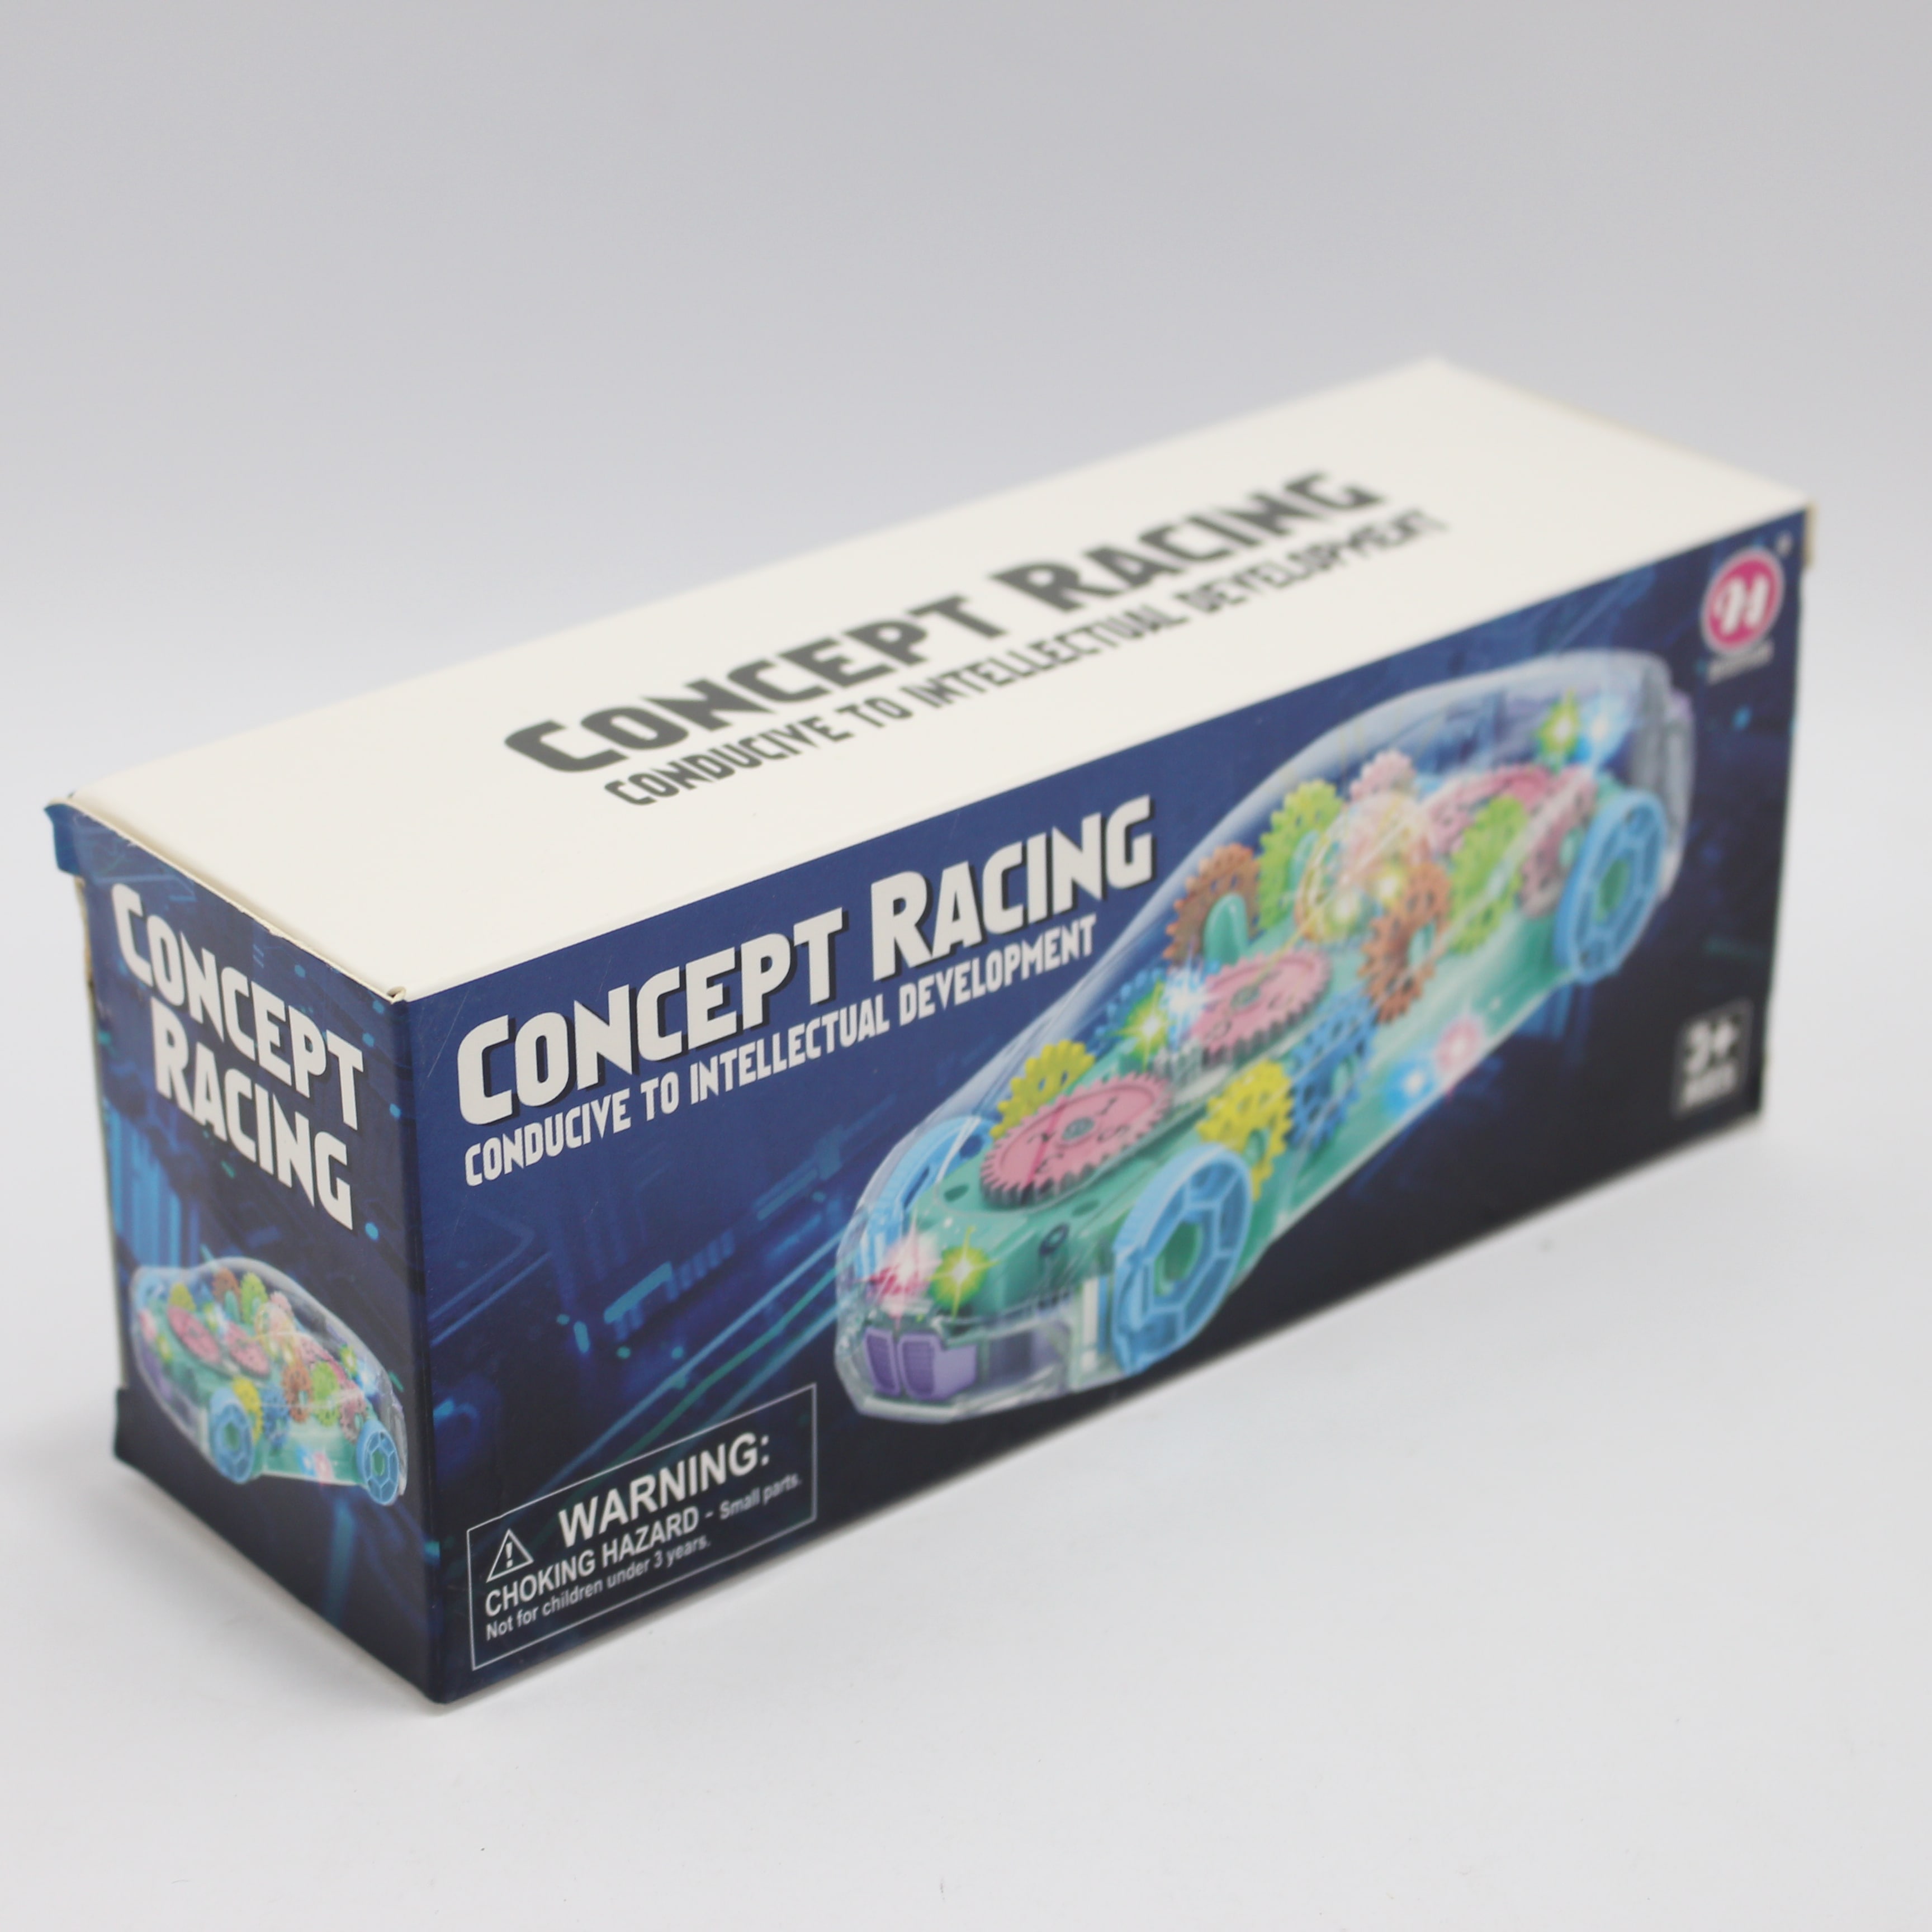 CONCEPT RACING
CONDUCIVE TO INTELLECTUAL DEVELOPMENT
CONCEPT
RACING
CONCEPT RACING
CONDUCIVE TO INTELLECTUAL DEVELOPMENT
3+
WARNING:
CHOKING HAZARD - Small parts.
Not for children under 3 years.